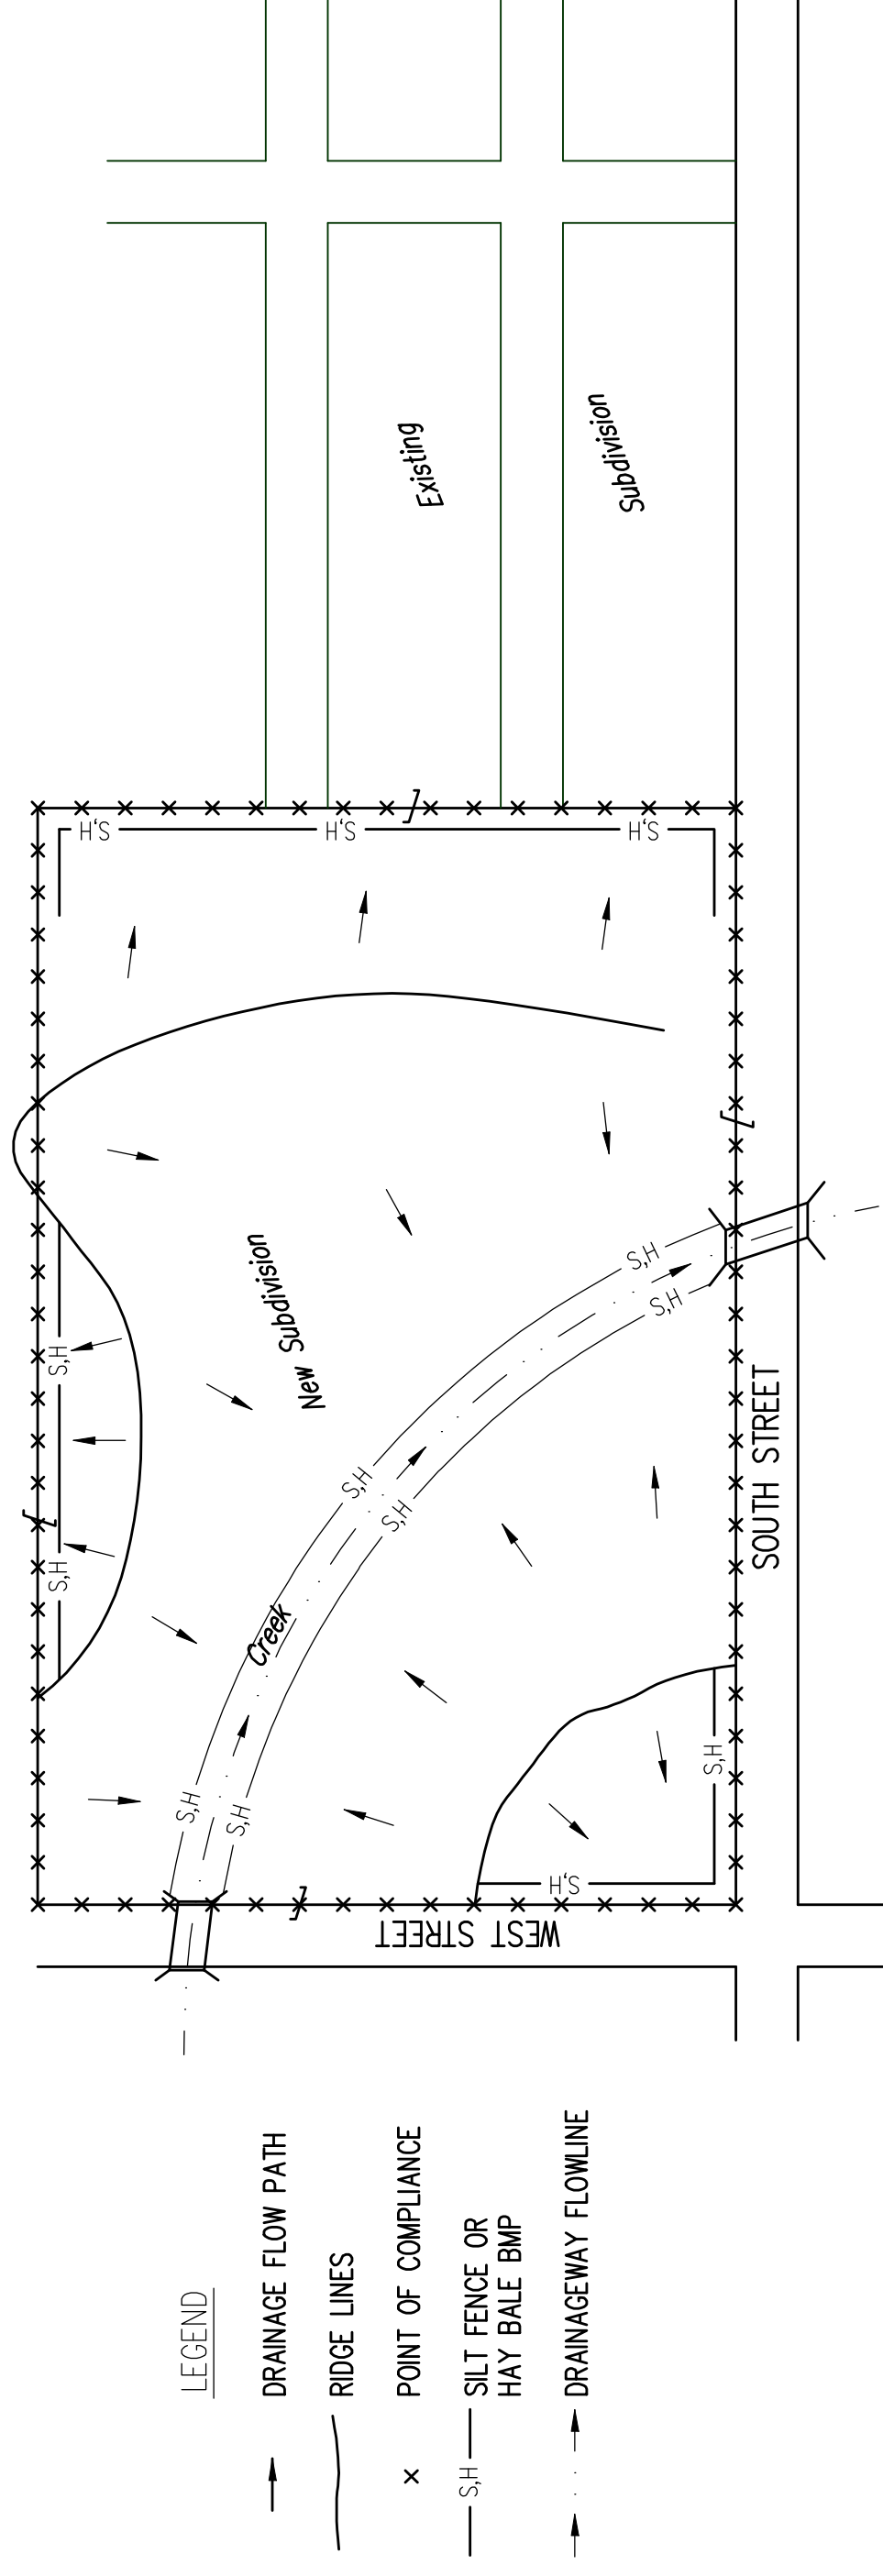 Existing
Subdivision
S,H
S,H
S,H
New Subdivision
S,H
S,H
S,H
S,H
S,H
S,H
Creek
S,H
S,H
S,H
S,H
SOUTH STREET
WEST STREET
LEGEND
DRAINAGE FLOW PATH
RIDGE LINES
POINT OF COMPLIANCE
S,H
SILT FENCE OR
HAY BALE BMP
DRAINAGEWAY FLOWLINE